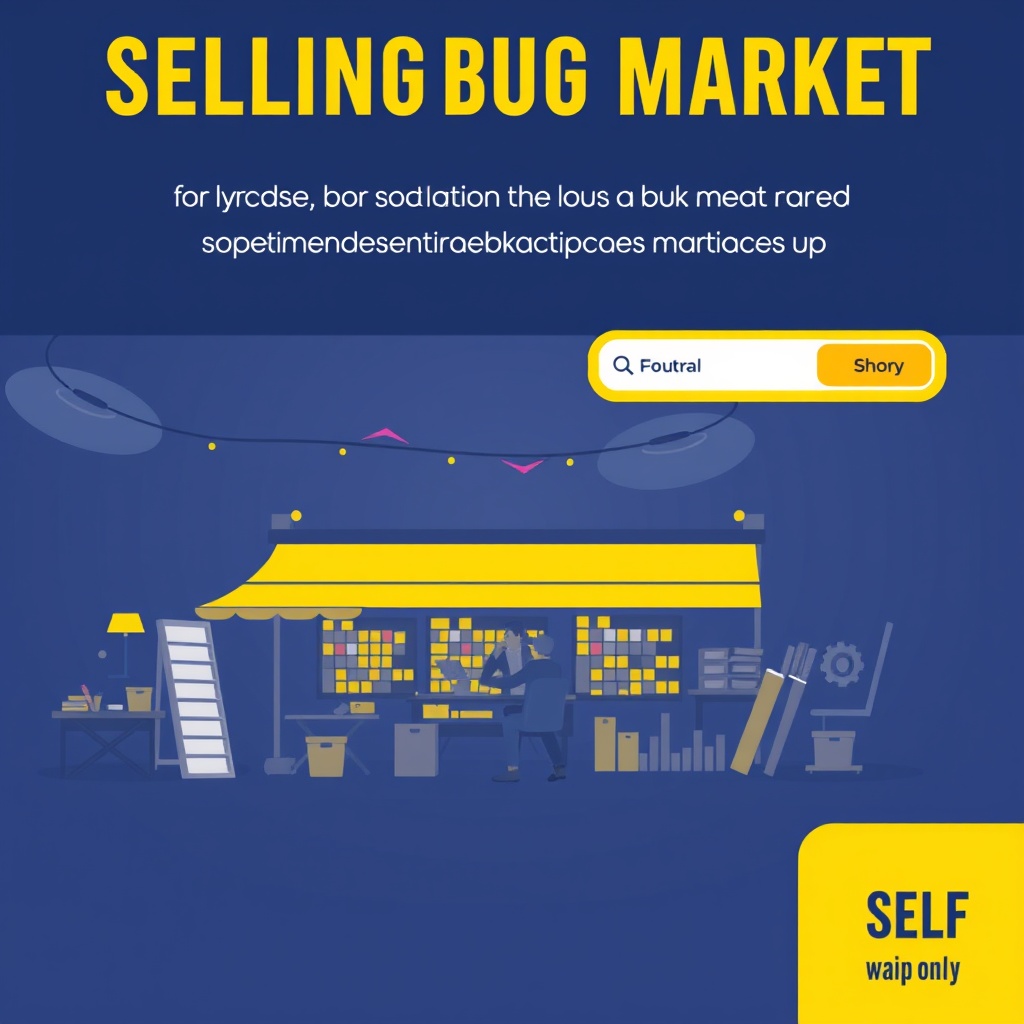 SELLING BUG MARKET
for lyrcdse, bor sodlation the lous a buk meat rared
sopetimendesentiraebkactipcaes martiaces up
Foutral
Shory
SELF
waip only